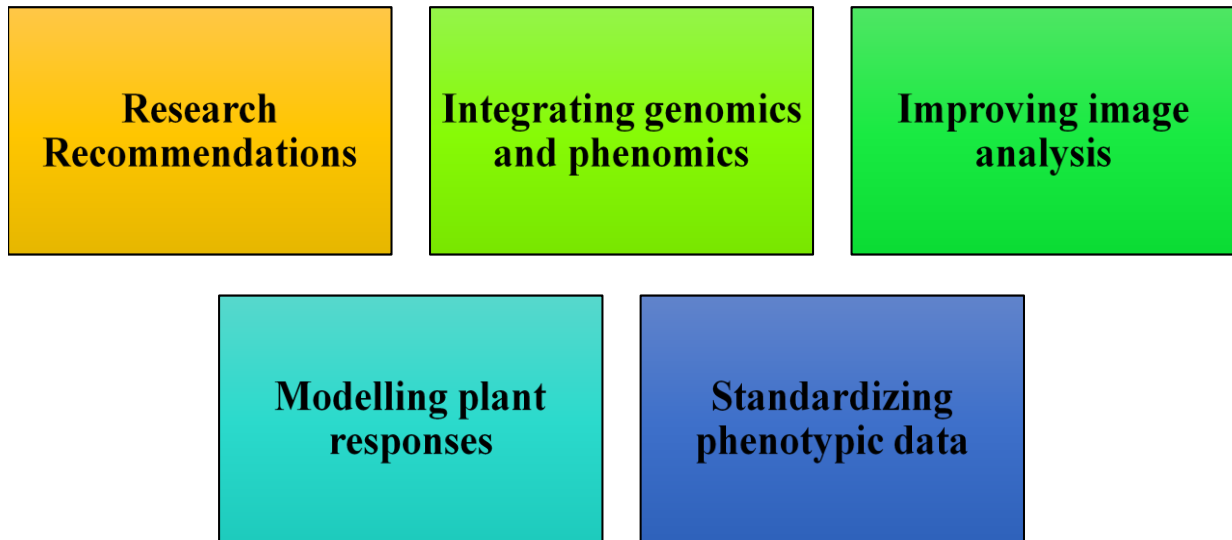 Research
Recommendations
Integrating genomics
and phenomics
Improving image
analysis
Modelling plant
responses
Standardizing
phenotypic data